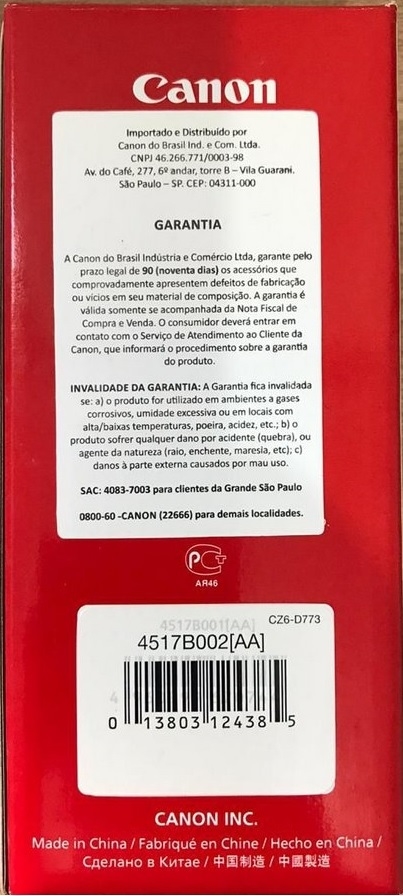 Canon
Importado e Distribuído por
Canon do Brasil Ind. e Com. Ltda.
CNPJ 46.266.771/0003-98
Av. do Café, 277, 6º andar, torre B – Vila Guarani.
São Paulo – SP. CEP: 04311-000
GARANTIA
A Canon do Brasil Indústria e Comércio Ltda, garante pelo
prazo legal de 90 (noventa dias) os acessórios que
comprovadamente apresentem defeitos de fabricação
ou vícios em seu material de composição. A garantia é
válida somente se acompanhada da Nota Fiscal de
Compra e Venda. O consumidor deverá entrar em
contato com o Serviço de Atendimento ao Cliente da
Canon, que informará o procedimento sobre a garantia
do produto.
INVALIDADE DA GARANTIA: A Garantia fica invalidada
se: a) o produto for utilizado em ambientes a gases
corrosivos, umidade excessiva ou em locais com
alta/baixas temperaturas, poeira, acidez, etc.; b) o
produto sofrer qualquer dano por acidente (quebra), ou
agente da natureza (raio, enchente, maresia, etc); c)
danos à parte externa causados por mau uso.
SAC: 4083-7003 para clientes da Grande São Paulo
0800-60 -CANON (22666) para demais localidades.
PCT
AR46
4517B001[AA] CZ6-D773
4517B002[AA]
0 13803 12438 5
CANON INC.
Made in China / Fabriqué en Chine / Hecho en China /
Сделано в Китае / 中国制造 / 中國製造